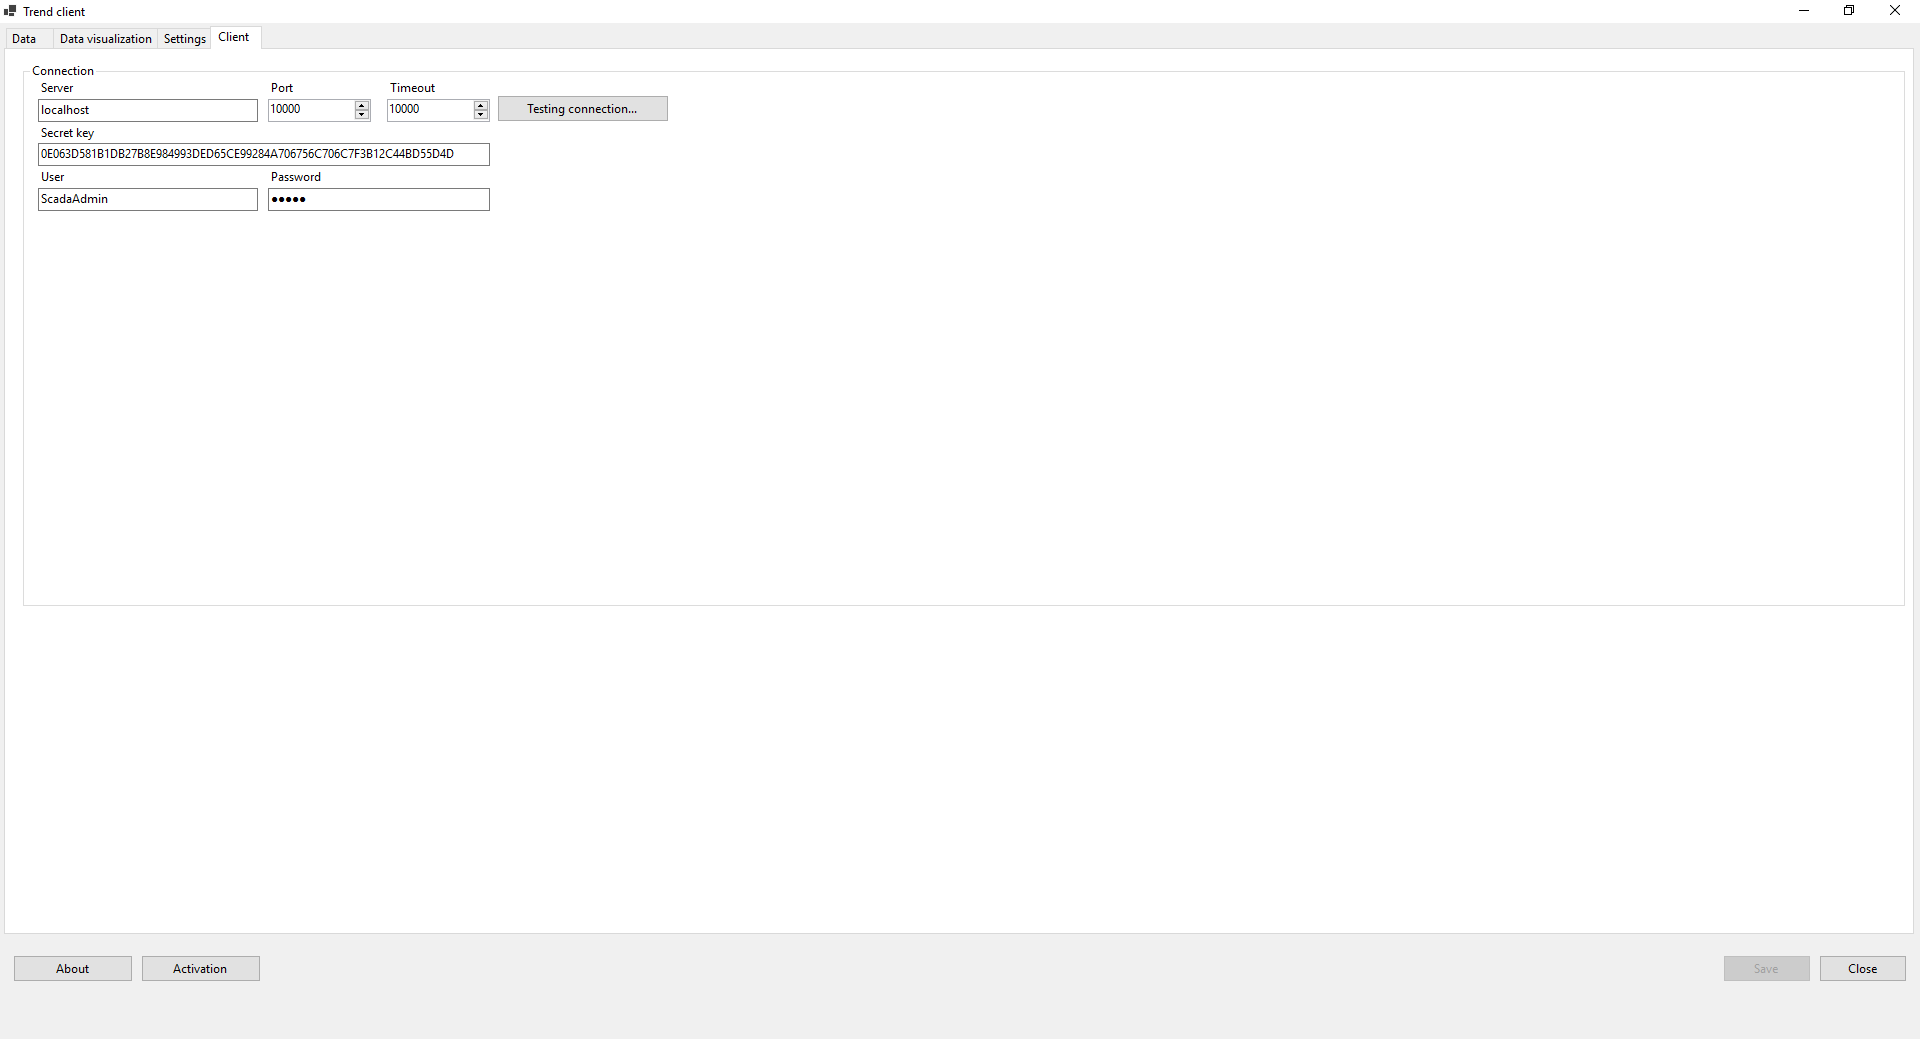 Trend client
Data Data visualization Settings Client
Connection
Server Port Timeout
localhost 10000 10000 Testing connection...
Secret key
0E063D581B1DB27B8E984993DED65CE99284A706756C706C7F3B12C44BD55D4D
User Password
ScadaAdmin ●●●●●
About Activation Save Close